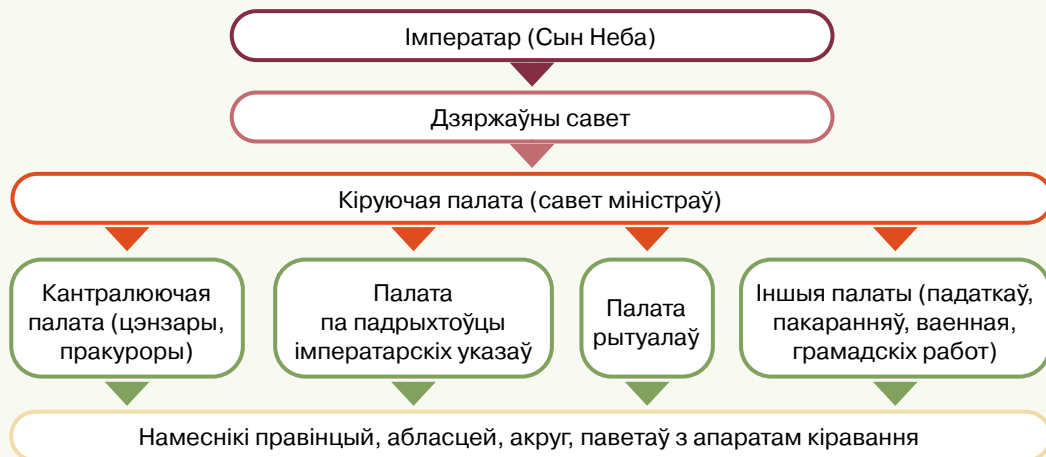 Імператар (Сын Неба)
Дзяржаўны савет
Кіруючая палата (савет міністраў)
Кантралюючая
палата (цэнзары,
пракуроры)
Палата
па падрыхтоўцы
імператарскіх указаў
Палата
рытуалаў
Іншыя палаты (падаткаў,
пакаранняў, ваенная,
грамадскіх работ)
Намеснікі правінцый, абласцей, акруг, паветаў з апаратам кіравання